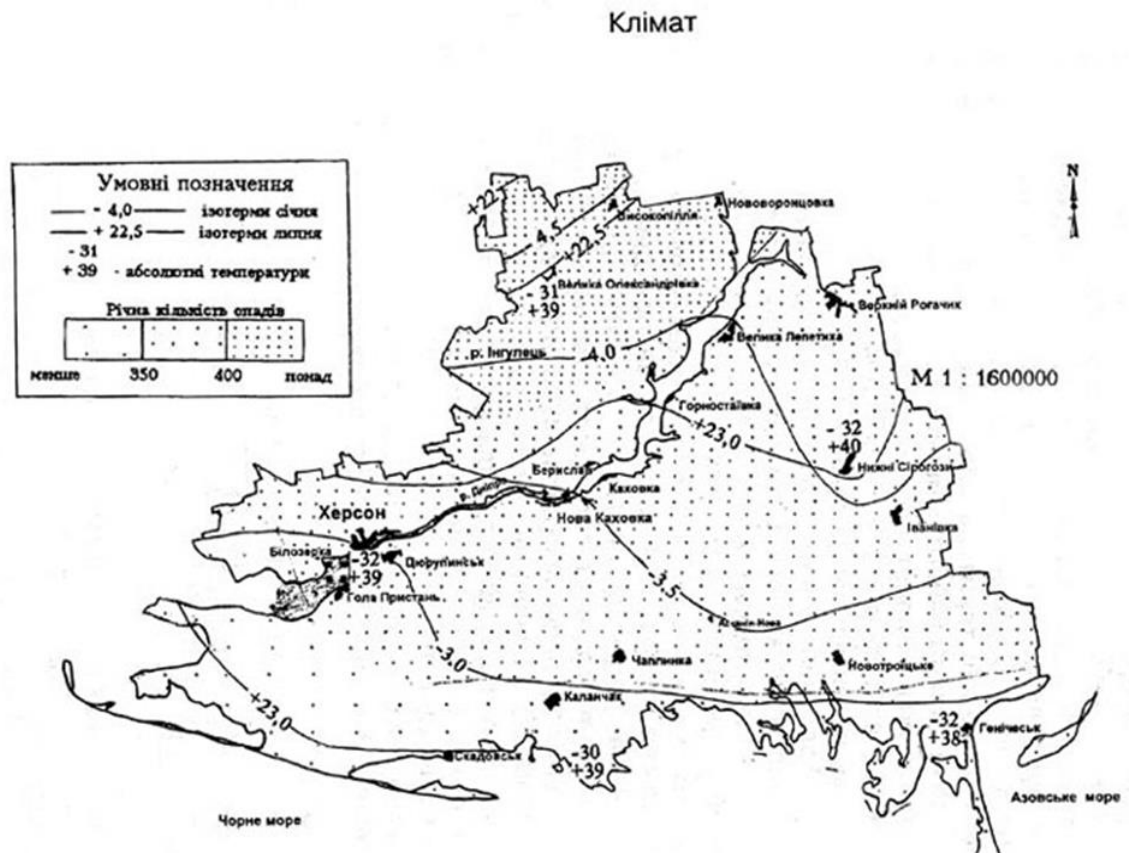 Клімат
Умовні позначення
- 4,0 ізотерми січня
+ 22,5 ізотерми липня
- 31
+ 39 - абсолютні температури
Річна кількість опадів
менше 350 400 понад
N
М 1 : 1600000
+22,
-4,5
+22,5
Високопілля
Нововоронцовка
Велика Олександрівка
- 31
+39
Верхній Рогачик
Велика Лепетиха
р. Інгулець
-4,0
Горностаївка
+23,0
- 32
+40
Нижні Сірогози
Берислав
Каховка
р. Дніпро
Нова Каховка
Іванівка
Херсон
Білозерка
-32
+39
Цюрупинськ
Гола Пристань
-3,5
Асканія-Нова
-3,0
Чаплинка
Новотроїцьке
Каланчак
+23,0
Скадовськ
-30
+39
-32
+38
Генічеськ
Чорне море
Азовське море